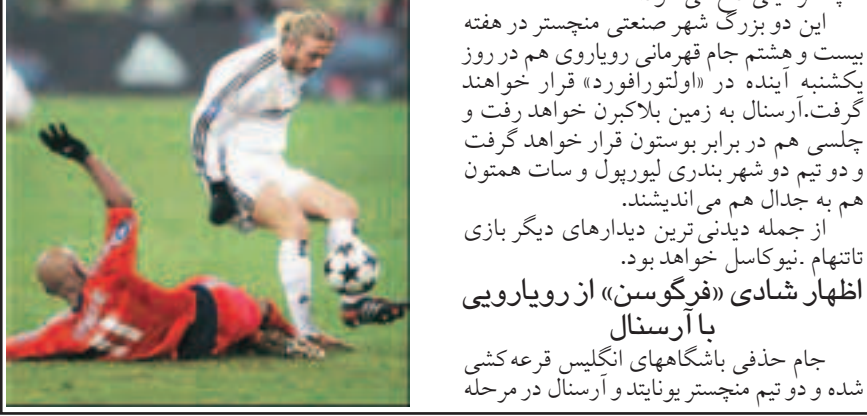 این دو بزرگ شهر صنعتی منچستر در هفته
بیست و هشتم جام قهرمانی رویاروی هم در روز
یکشنبه آینده در «اولتورافورد» قرار خواهند
گرفت.آرسنال به زمین بلاکبرن خواهد رفت و
چلسی هم در برابر بوستون قرار خواهد گرفت
و دو تیم دو شهر بندری لیورپول و سات همتون
هم به جدال هم می‌اندیشند.
از جمله دیدنی ترین دیدارهای دیگر بازی
تاتنهام ـ نیوکاسل خواهد بود.
اظهار شادی «فرگوسن» از رویارویی
با آرسنال
جام حذفی باشگاههای انگلیس قرعه کشی
شده و دو تیم منچستر یونایتد و آرسنال در مرحله